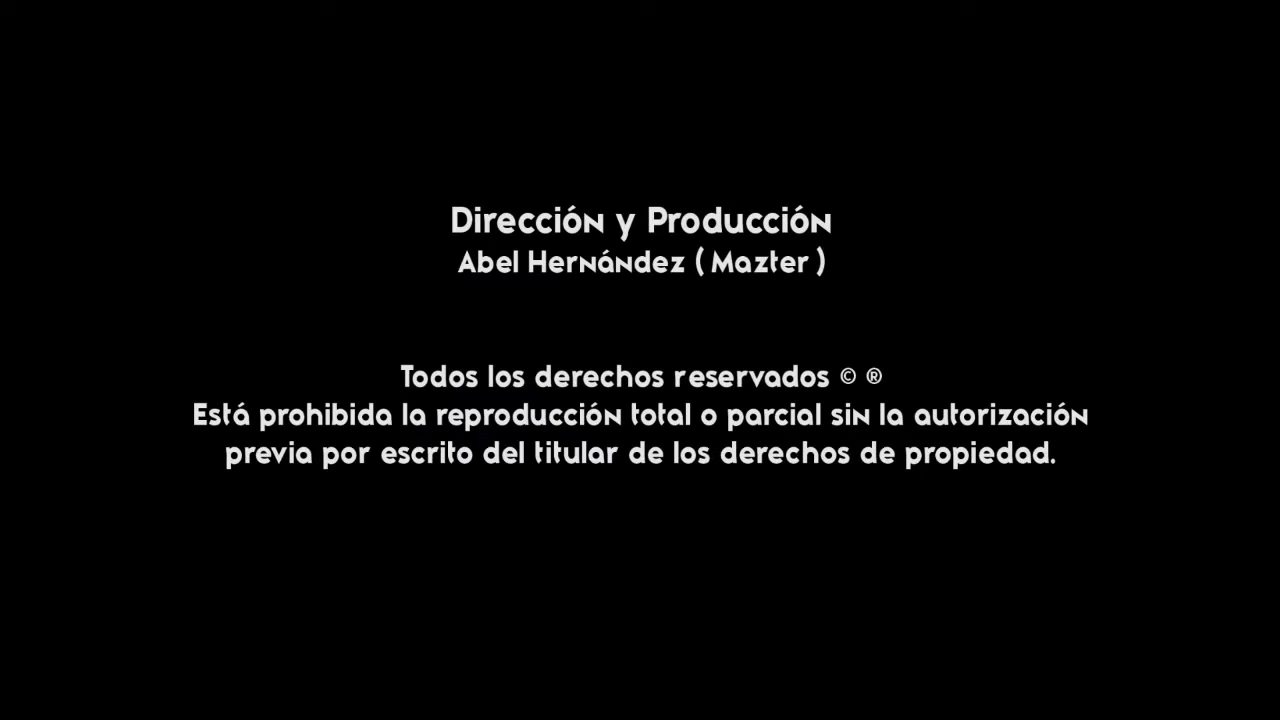 Dirección y Producción
Abel Hernández ( Mazter )
Todos los derechos reservados © ®
Está prohibida la reproducción total o parcial sin la autorización
previa por escrito del titular de los derechos de propiedad.